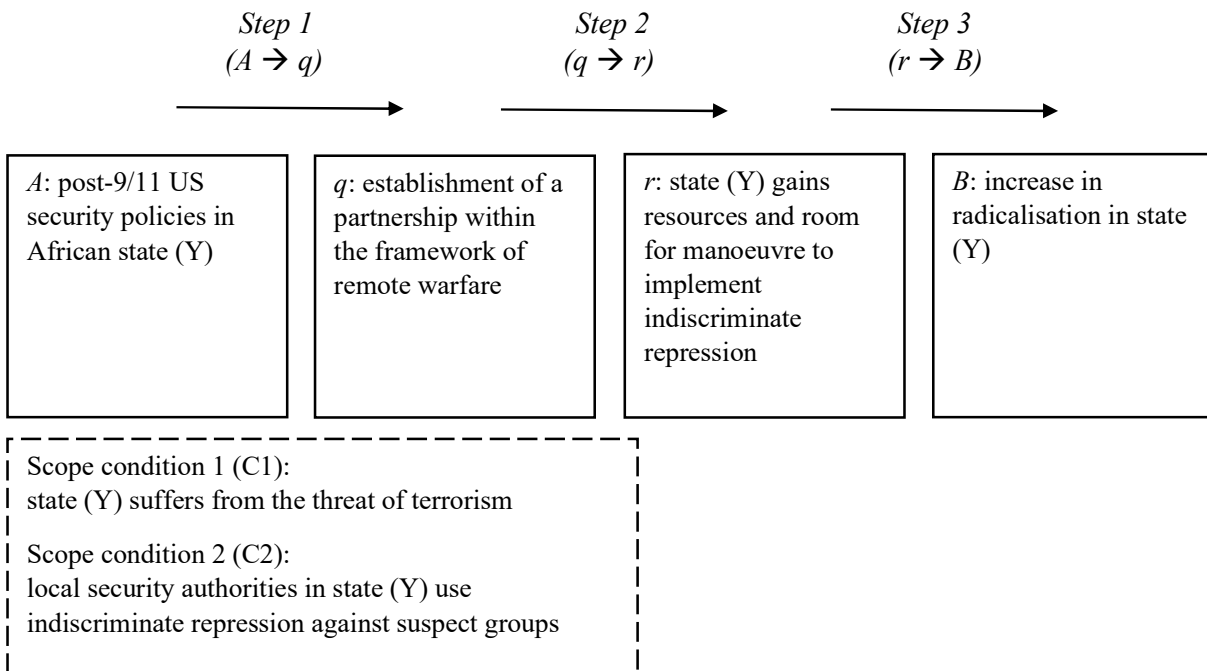 Step 1
(A → q)
Step 2
(q → r)
Step 3
(r → B)
A: post-9/11 US
security policies in
African state (Y)
q: establishment of a
partnership within
the framework of
remote warfare
r: state (Y) gains
resources and room
for manoeuvre to
implement
indiscriminate
repression
B: increase in
radicalisation in state
(Y)
Scope condition 1 (C1):
state (Y) suffers from the threat of terrorism
Scope condition 2 (C2):
local security authorities in state (Y) use
indiscriminate repression against suspect groups